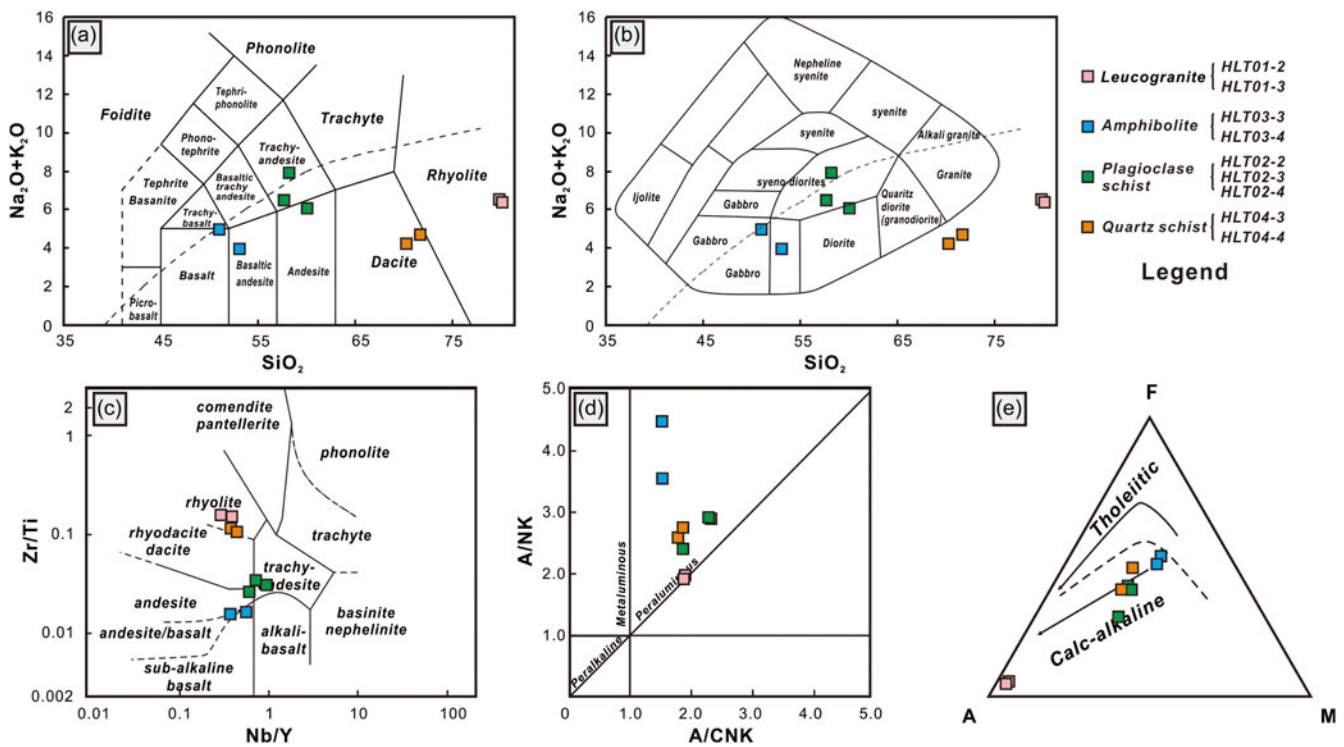 (a)
Na₂O+K₂O
16
14
12
10
8
6
4
2
0
35
45
55
65
75
SiO₂
Foidite
Phonolite
Tephri-
phonolite
Phono-
tephrite
Tephrite
Basanite
Trachy-
basalt
Basaltic
trachy
andesite
Trachy-
andesite
Trachyte
Rhyolite
Picro-
basalt
Basalt
Basaltic
andesite
Andesite
Dacite
(b)
Na₂O+K₂O
16
14
12
10
8
6
4
2
0
35
45
55
65
75
SiO₂
Nepheline
syenite
syenite
syenite
Alkali granite
Ijolite
syeno-diorites
Granite
Gabbro
Quaritz
diorite
(granodiorite)
Gabbro
Diorite
Gabbro
Leucogranite
HLT01-2
HLT01-3
Amphibolite
HLT03-3
HLT03-4
Plagioclase
schist
HLT02-2
HLT02-3
HLT02-4
Quartz schist
HLT04-3
HLT04-4
Legend
(c)
Zr/Ti
2
1
0.1
0.01
0.002
0.01
0.1
1
10
100
Nb/Y
comendite
pantellerite
phonolite
rhyolite
rhyodacite
dacite
trachyte
trachy-
andesite
andesite
andesite/basalt
basinite
nephelinite
alkali-
basalt
sub-alkaline
basalt
(d)
A/NK
5.0
4.0
3.0
2.0
1.0
0
1.0
2.0
3.0
4.0
5.0
A/CNK
Metaluminous
Peraluminous
Peralkaline
(e)
F
Tholeiitic
Calc-alkaline
A
M